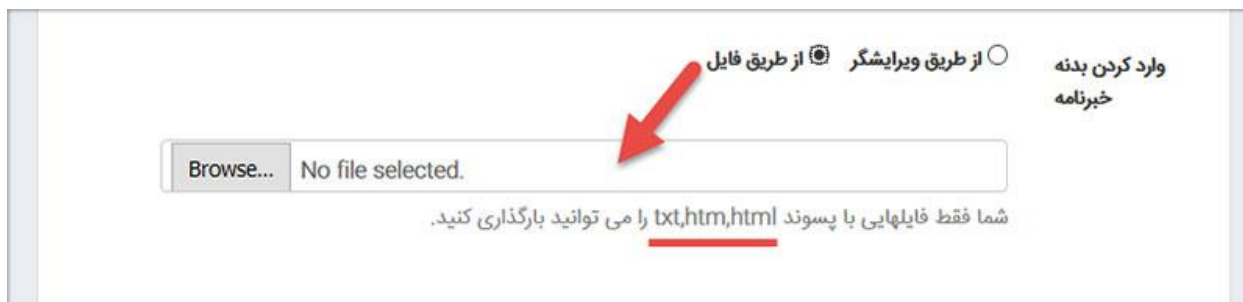 وارد کردن بدنه
خبرنامه
از طریق ویرایشگر از طریق فایل
Browse... No file selected.
شما فقط فایلهایی با پسوند txt,htm,html را می توانید بارگذاری کنید.